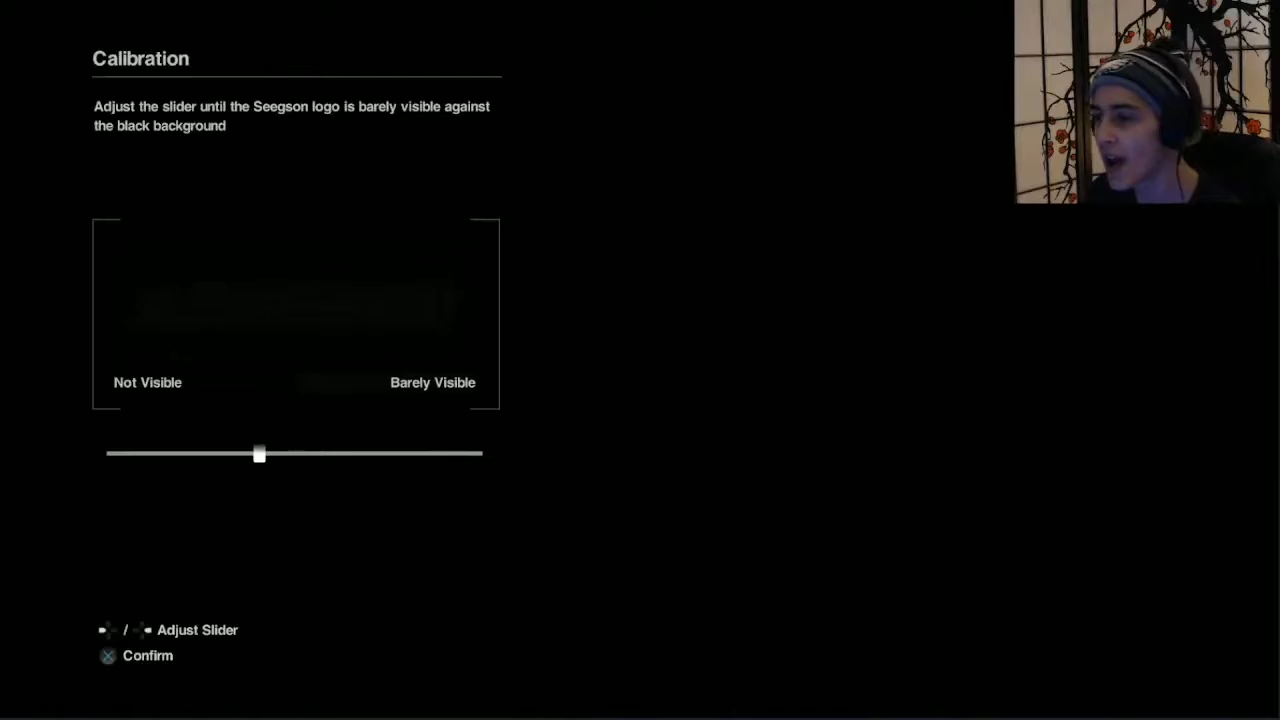 Calibration
Adjust the slider until the Seegson logo is barely visible against
the black background
Not Visible
Barely Visible
/
Adjust Slider
Confirm